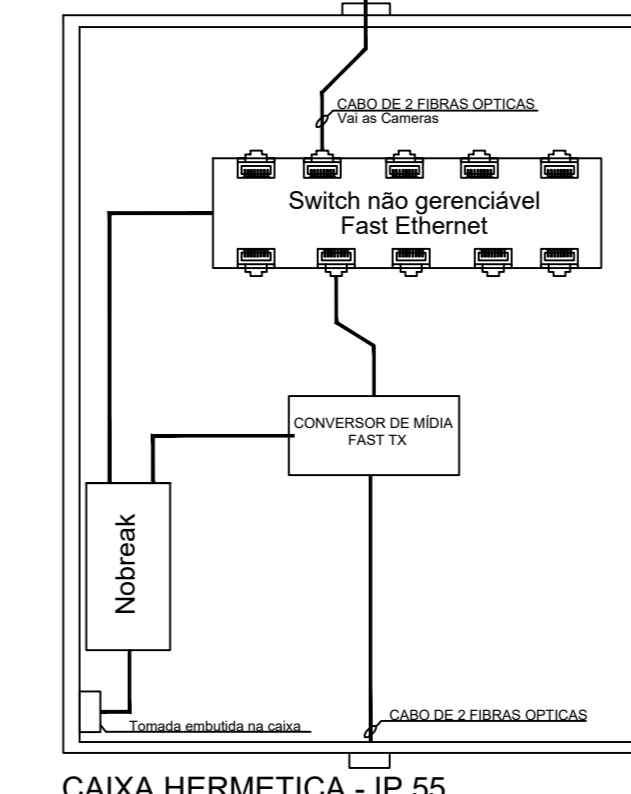 CABO DE 2 FIBRAS OPTICAS
Vai as Cameras
Switch não gerenciável
Fast Ethernet
CONVERSOR DE MÍDIA
FAST TX
Nobreak
CABO DE 2 FIBRAS OPTICAS
Tomada embutida na caixa
CAIXA HERMETICA - IP 55